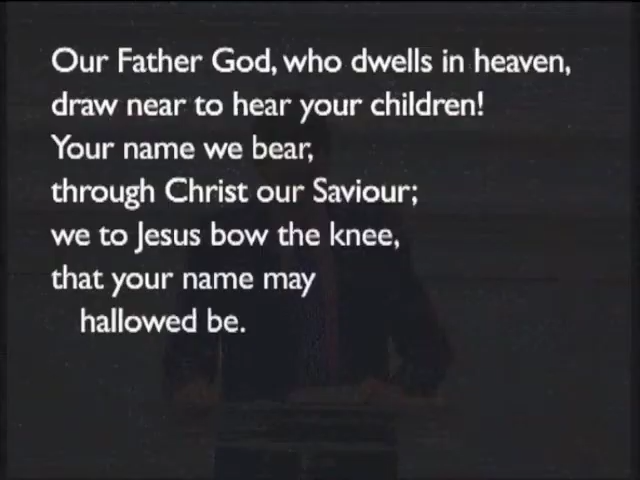 Our Father God, who dwells in heaven,
draw near to hear your children!
Your name we bear,
through Christ our Saviour;
we to Jesus bow the knee,
that your name may
hallowed be.